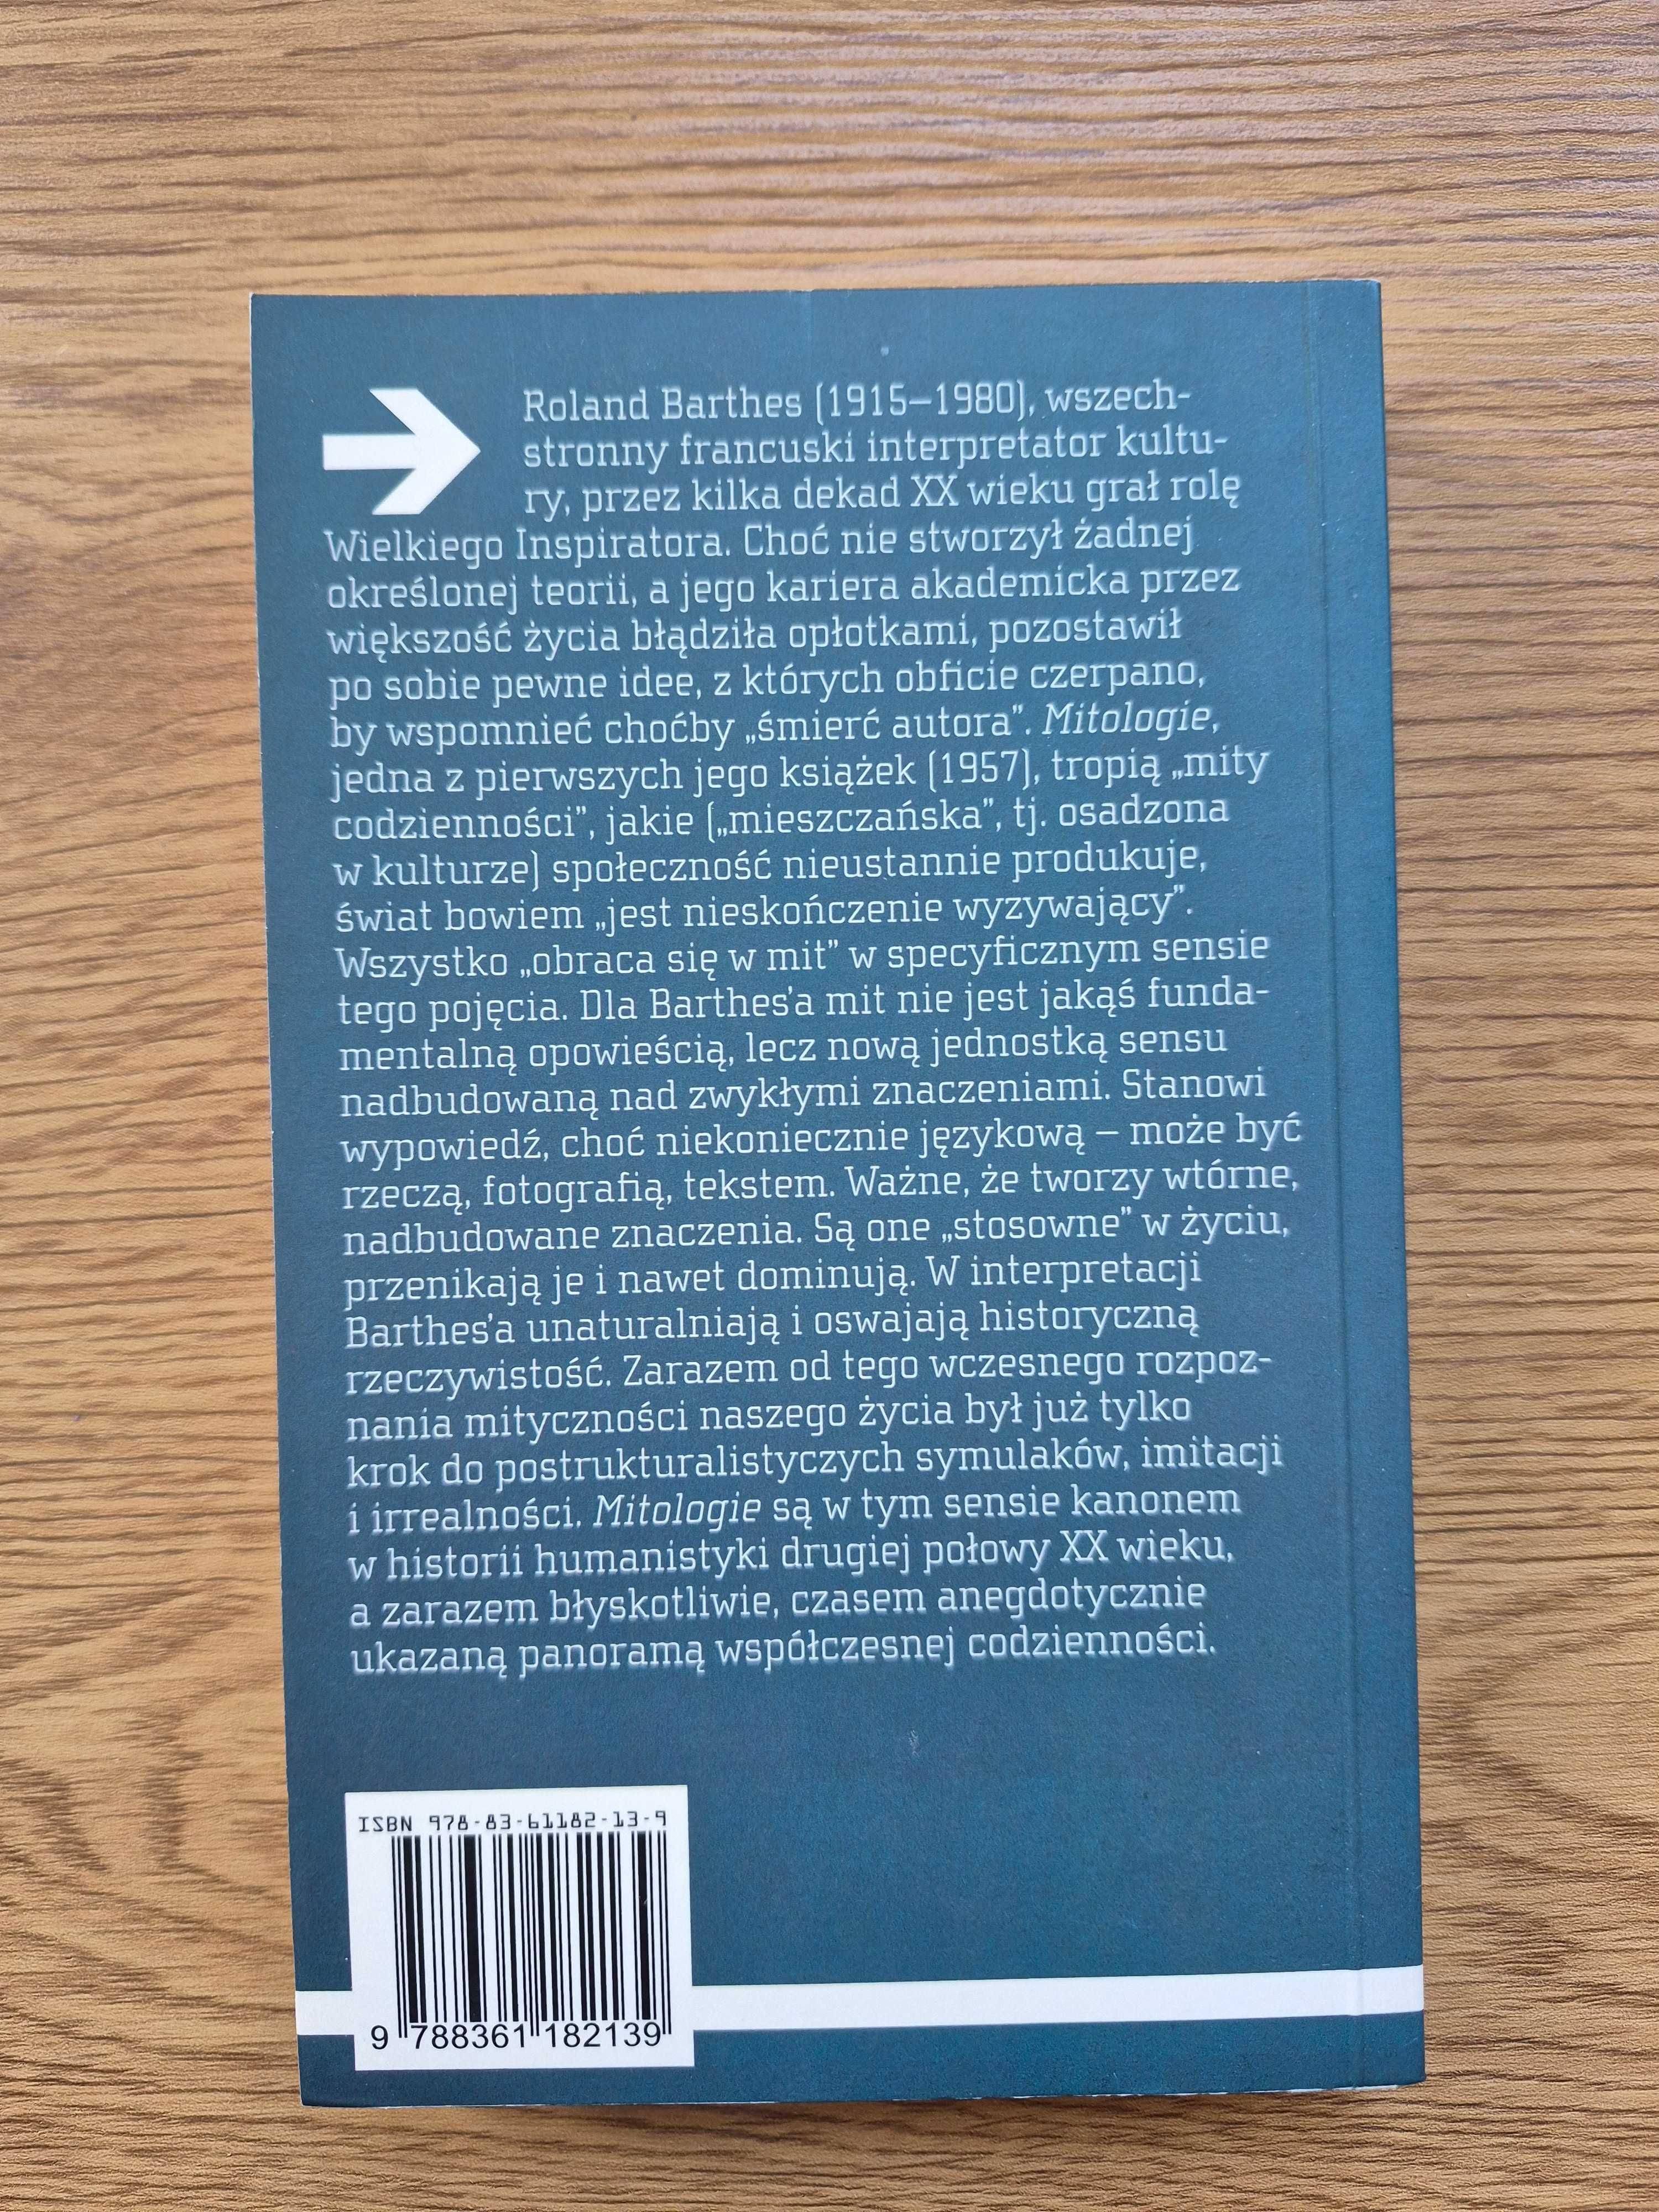 Roland Barthes (1915–1980), wszech-
stronny francuski interpretator kultu-
ry, przez kilka dekad XX wieku grał rolę
Wielkiego Inspiratora. Choć nie stworzył żadnej
określonej teorii, a jego kariera akademicka przez
większość życia błądziła opłotkami, pozostawił
po sobie pewne idee, z których obficie czerpano,
by wspomnieć choćby „śmierć autora”. Mitologie,
jedna z pierwszych jego książek (1957), tropią „mity
codzienności”, jakie („mieszczańska”, tj. osadzona
w kulturze) społeczność nieustannie produkuje,
świat bowiem „jest nieskończenie wyzywający”.
Wszystko „obraca się w mit” w specyficznym sensie
tego pojęcia. Dla Barthes’a mit nie jest jakąś funda-
mentalną opowieścią, lecz nową jednostką sensu
nadbudowaną nad zwykłymi znaczeniami. Stanowi
wypowiedź, choć niekoniecznie językową – może być
rzeczą, fotografią, tekstem. Ważne, że tworzy wtórne,
nadbudowane znaczenia. Są one „stosowne” w życiu,
przenikają je i nawet dominują. W interpretacji
Barthes’a unaturalniają i oswajają historyczną
rzeczywistość. Zarazem od tego wczesnego rozpoz-
nania mityczności naszego życia był już tylko
krok do postrukturalistyczych symulaków, imitacji
i irrealności. Mitologie są w tym sensie kanonem
w historii humanistyki drugiej połowy XX wieku,
a zarazem błyskotliwie, czasem anegdotycznie
ukazaną panoramą współczesnej codzienności.
ISBN 978-83-61182-13-9
9 788361 182139